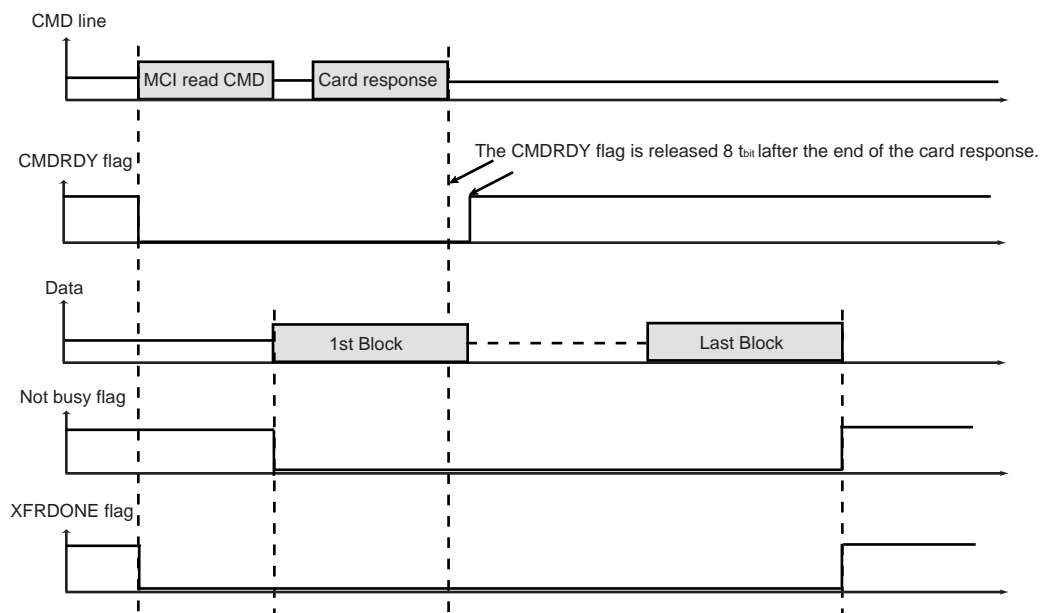 CMD line
MCI read CMD
Card response
CMDRDY flag
The CMDRDY flag is released 8 tbit lafter the end of the card response.
Data
1st Block
Last Block
Not busy flag
XFRDONE flag